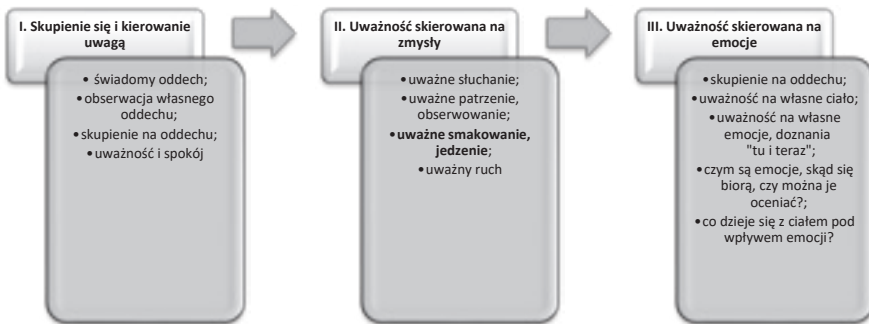 I. Skupienie się i kierowanie
uwagą
• świadomy oddech;
•obserwacja własnego
oddechu;
•skupienie na oddechu;
•uważność i spokój
II. Uważność skierowana na
zmysły
•uważne słuchanie;
•uważne patrzenie,
obserwowanie;
•uważne smakowanie,
jedzenie;
•uważny ruch
III. Uważność skierowana na
emocje
•skupienie na oddechu;
•uważność na własne ciało;
•uważność na własne
emocje, doznania
"tu i teraz";
•czym są emocje, skąd się
biorą, czy można je
oceniać?;
•co dzieje się z ciałem pod
wpływem emocji?